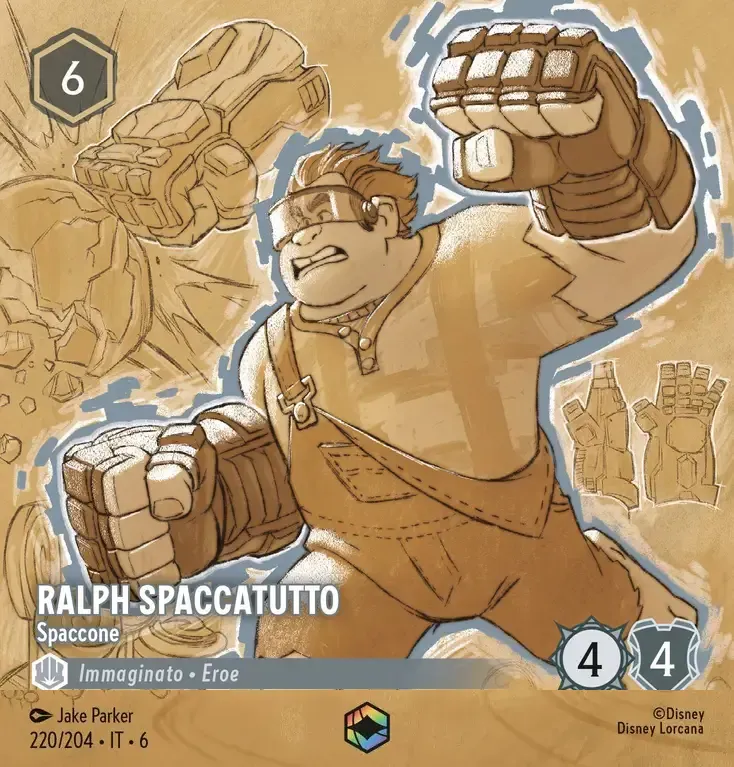 6
RALPH SPACCATUTTO
Spaccone
Immaginato • Eroe
4 4
Jake Parker
©Disney
220/204 • IT • 6
Disney Lorcana